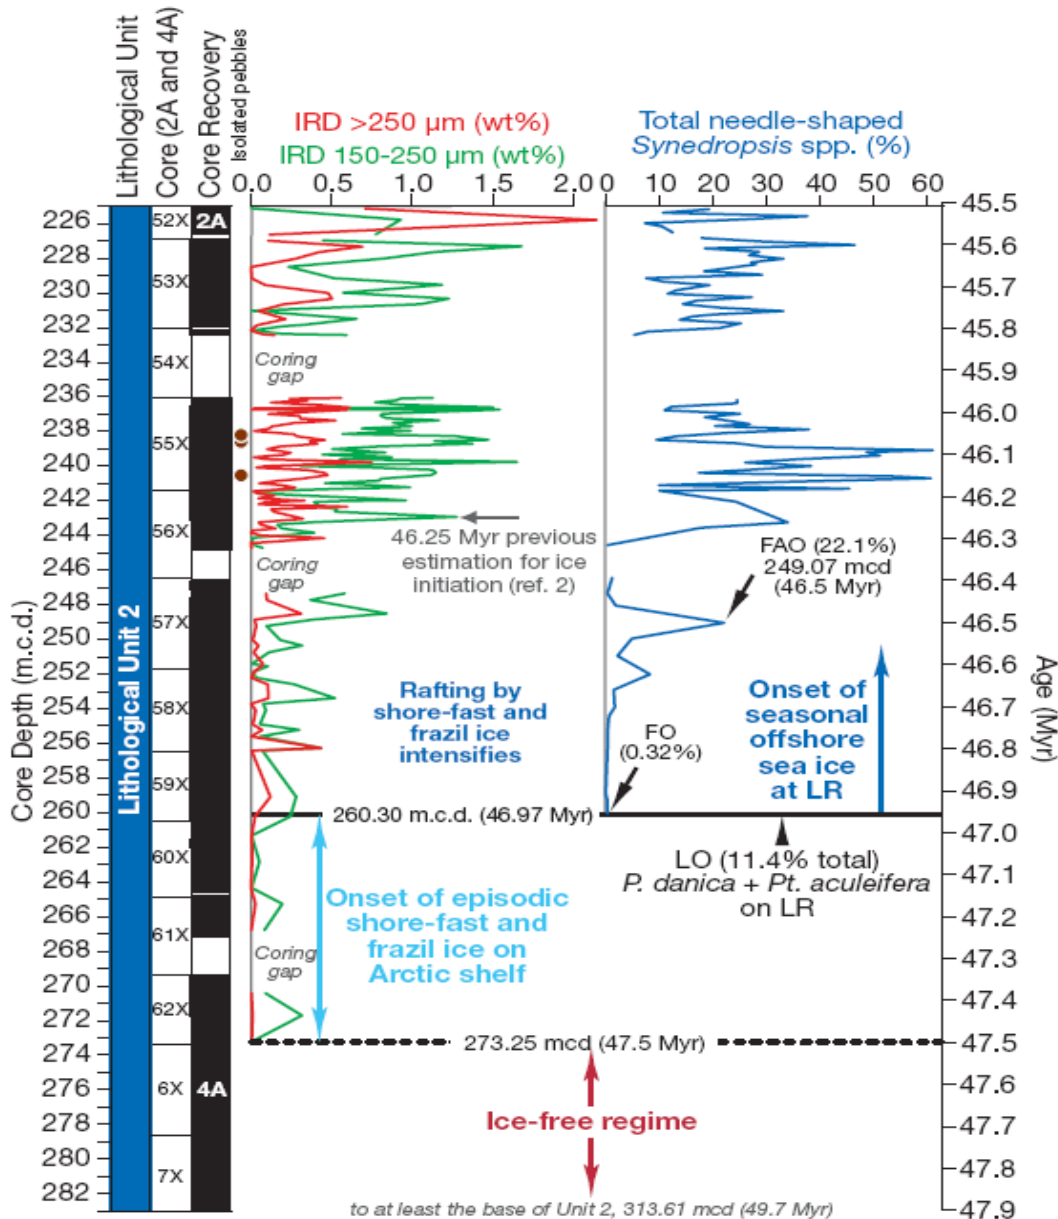 Lithological Unit
Core (2A and 4A)
Core Recovery
Isolated pebbles
IRD >250 µm (wt%)
IRD 150-250 µm (wt%)
0.0 0.5 1.0 1.5 2.0
Total needle-shaped
Synedropsis spp. (%)
0 10 20 30 40 50 60
Core Depth (m.c.d.)
226
228
230
232
234
236
238
240
242
244
246
248
250
252
254
256
258
260
262
264
266
268
270
272
274
276
278
280
282
Lithological Unit 2
52X
53X
54X
55X
56X
57X
58X
59X
60X
61X
62X
6X
7X
2A
4A
Coring
gap
46.25 Myr previous
estimation for ice
initiation (ref. 2)
Coring
gap
FAO (22.1%)
249.07 mcd
(46.5 Myr)
Rafting by
shore-fast and
frazil ice
intensifies
FO
(0.32%)
Onset of
seasonal
offshore
sea ice
at LR
260.30 m.c.d. (46.97 Myr)
LO (11.4% total)
P. danica + Pt. aculeifera
on LR
Onset of episodic
shore-fast and
frazil ice on
Arctic shelf
Coring
gap
273.25 mcd (47.5 Myr)
Ice-free regime
to at least the base of Unit 2, 313.61 mcd (49.7 Myr)
45.5
45.6
45.7
45.8
45.9
46.0
46.1
46.2
46.3
46.4
46.5
46.6
46.7
46.8
46.9
47.0
47.1
47.2
47.3
47.4
47.5
47.6
47.7
47.8
47.9
Age (Myr)